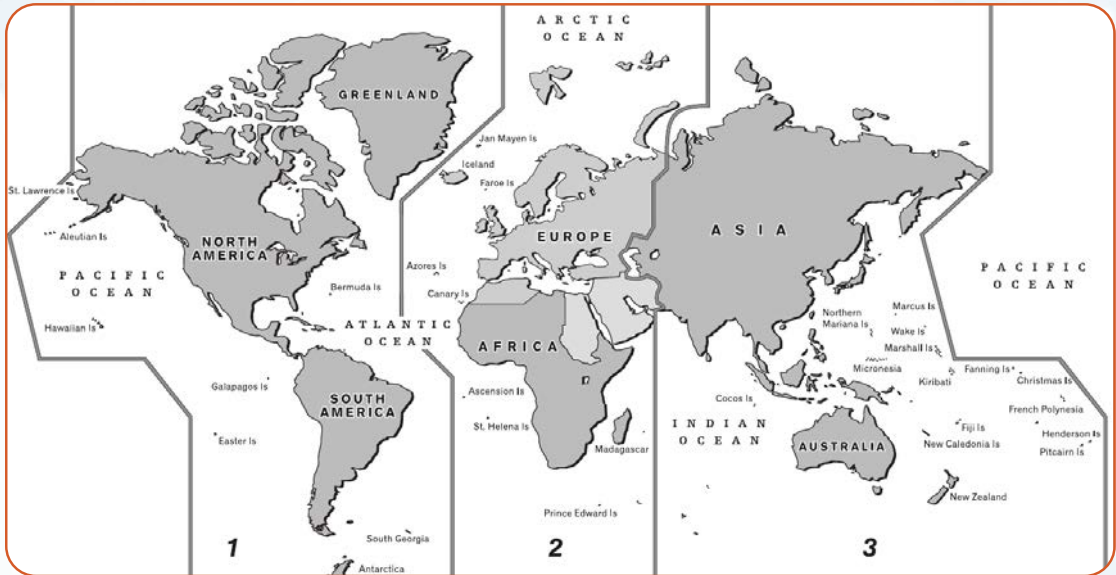 ARCTIC
OCEAN
GREENLAND
Jan Mayen Is
Iceland
Faroe Is
St. Lawrence Is
Aleutian Is
NORTH
AMERICA
EUROPE
ASIA
PACIFIC
OCEAN
Hawaiian Is
Bermuda Is
Azores Is
Canary Is
ATLANTIC
OCEAN
AFRICA
PACIFIC
OCEAN
Marcus Is
Northern
Mariana Is
Wake Is
Marshall Is
Micronesia
Kiribati
Fanning Is
Christmas Is
French Polynesia
Galapagos Is
SOUTH
AMERICA
Ascension Is
St. Helena Is
Madagascar
Cocos Is
INDIAN
OCEAN
AUSTRALIA
Fiji Is
New Caledonia Is
Henderson Is
Pitcairn Is
Easter Is
New Zealand
Prince Edward Is
South Georgia
Antarctica
1
2
3